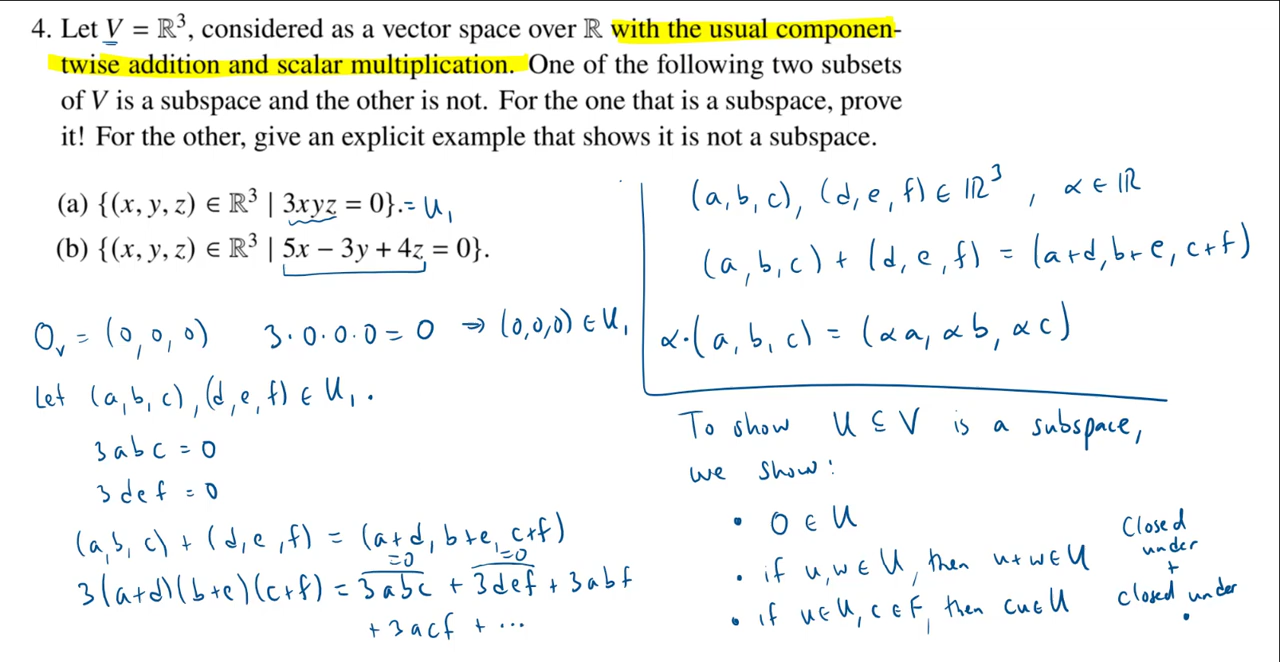 4. Let V = ℝ³, considered as a vector space over ℝ with the usual componen-
twise addition and scalar multiplication. One of the following two subsets
of V is a subspace and the other is not. For the one that is a subspace, prove
it! For the other, give an explicit example that shows it is not a subspace.
(a) {(x, y, z) ∈ ℝ³ | 3xyz = 0}. = U₁
(b) {(x, y, z) ∈ ℝ³ | 5x − 3y + 4z = 0}.
0ᵥ = (0, 0, 0) 3·0·0·0 = 0 ⇒ (0,0,0) ∈ U₁
Let (a, b, c), (d, e, f) ∈ U₁.
3abc = 0
3def = 0
(a, b, c) + (d, e, f) = (a+d, b+e, c+f)
=0 =0
3(a+d)(b+e)(c+f) = 3abc + 3def + 3abf
+ 3acf + ...
(a, b, c), (d, e, f) ∈ ℝ³, α ∈ ℝ
(a, b, c) + (d, e, f) = (a+d, b+e, c+f)
α·(a, b, c) = (αa, αb, αc)
To show U ⊆ V is a subspace,
we show:
• 0 ∈ U
• if u, w ∈ U, then u+w ∈ U
• if u ∈ U, c ∈ F, then cu ∈ U
Closed
under
+
closed under
•